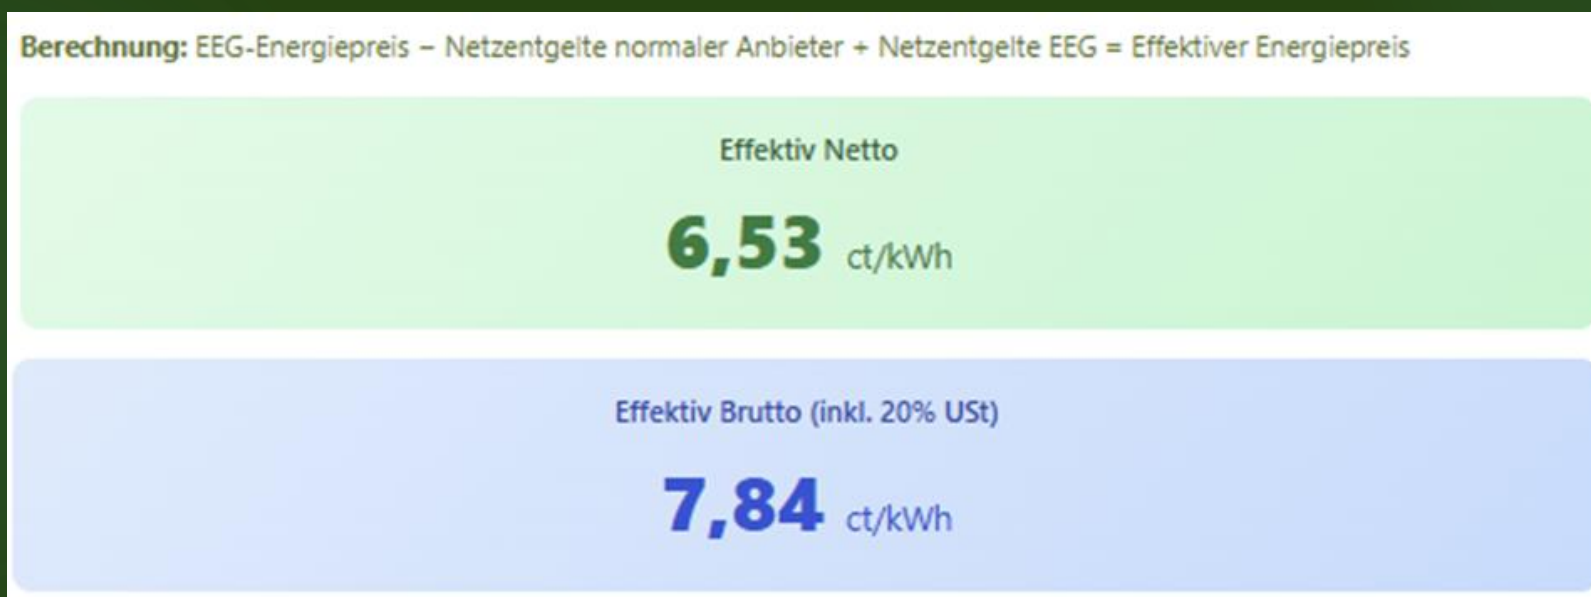 Berechnung: EEG-Energiepreis – Netzentgelte normaler Anbieter + Netzentgelte EEG = Effektiver Energiepreis
Effektiv Netto
6,53 ct/kWh
Effektiv Brutto (inkl. 20% USt)
7,84 ct/kWh